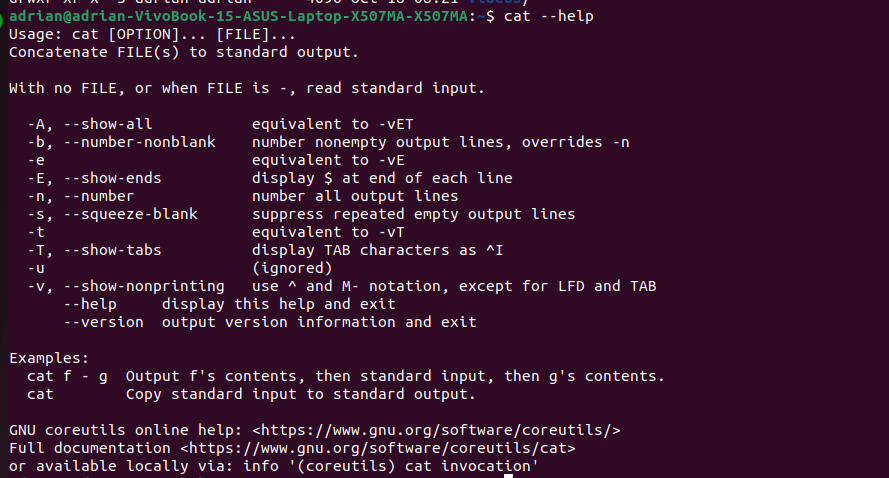 adrian@adrian-VivoBook-15-ASUS-Laptop-X507MA-X507MA:~$ cat --help
Usage: cat [OPTION]... [FILE]...
Concatenate FILE(s) to standard output.

With no FILE, or when FILE is -, read standard input.

  -A, --show-all           equivalent to -vET
  -b, --number-nonblank    number nonempty output lines, overrides -n
  -e                       equivalent to -vE
  -E, --show-ends          display $ at end of each line
  -n, --number             number all output lines
  -s, --squeeze-blank      suppress repeated empty output lines
  -t                       equivalent to -vT
  -T, --show-tabs          display TAB characters as ^I
  -u                       (ignored)
  -v, --show-nonprinting   use ^ and M- notation, except for LFD and TAB
      --help     display this help and exit
      --version  output version information and exit

Examples:
  cat f - g  Output f's contents, then standard input, then g's contents.
  cat        Copy standard input to standard output.

GNU coreutils online help: <https://www.gnu.org/software/coreutils/>
Full documentation <https://www.gnu.org/software/coreutils/cat>
or available locally via: info '(coreutils) cat invocation'